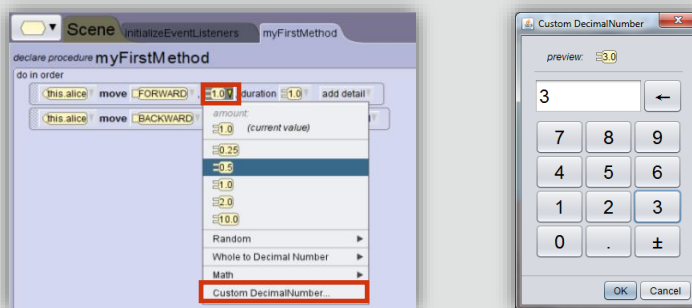 Scene initializeEventListeners myFirstMethod
declare procedure myFirstMethod
do in order
this.alice move FORWARD , 1.0 duration 1.0 add detail
this.alice move BACKWARD
amount:
1.0 (current value)
0.25
0.5
1.0
2.0
10.0
Random
Whole to Decimal Number
Math
Custom DecimalNumber...
Custom DecimalNumber x
preview: 3.0
3 ←
7 8 9
4 5 6
1 2 3
0 . ±
OK Cancel